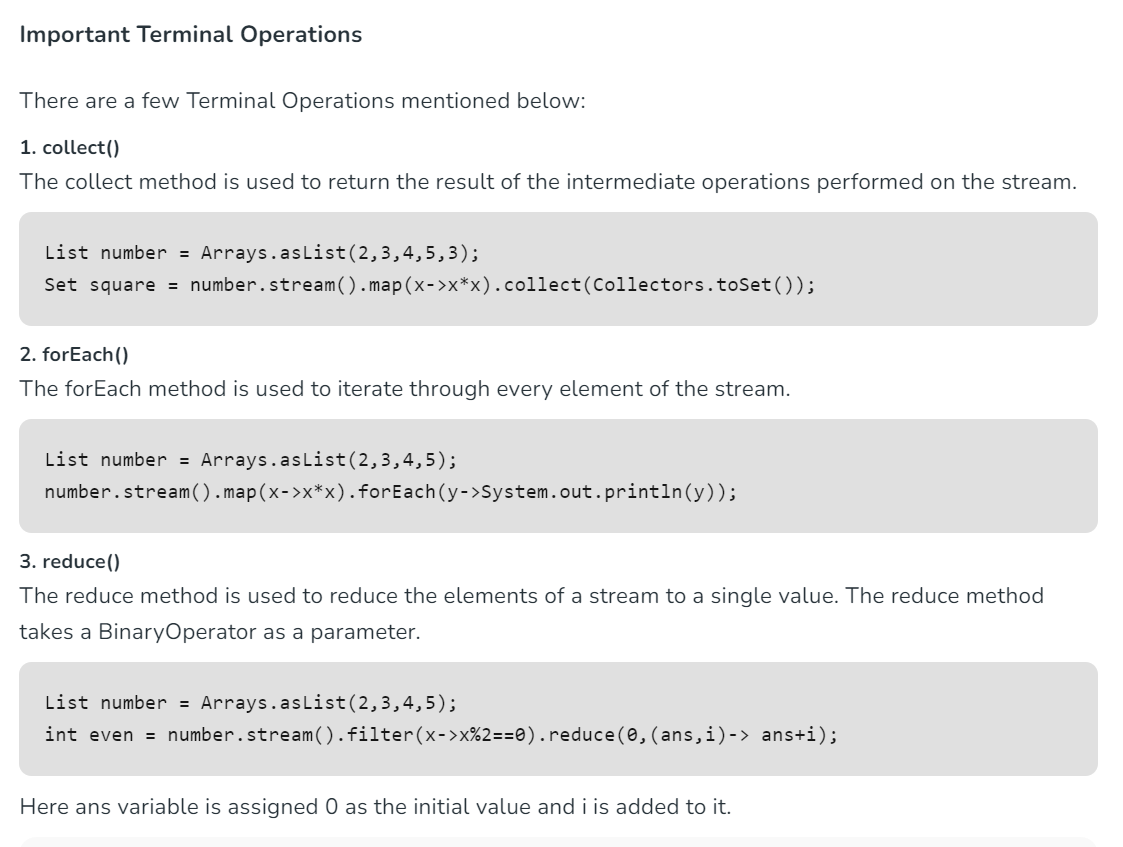 Important Terminal Operations
There are a few Terminal Operations mentioned below:
1. collect()
The collect method is used to return the result of the intermediate operations performed on the stream.
List number = Arrays.asList(2,3,4,5,3);
Set square = number.stream().map(x->x*x).collect(Collectors.toSet());
2. forEach()
The forEach method is used to iterate through every element of the stream.
List number = Arrays.asList(2,3,4,5);
number.stream().map(x->x*x).forEach(y->System.out.println(y));
3. reduce()
The reduce method is used to reduce the elements of a stream to a single value. The reduce method
takes a BinaryOperator as a parameter.
List number = Arrays.asList(2,3,4,5);
int even = number.stream().filter(x->x%2==0).reduce(0,(ans,i)-> ans+i);
Here ans variable is assigned 0 as the initial value and i is added to it.